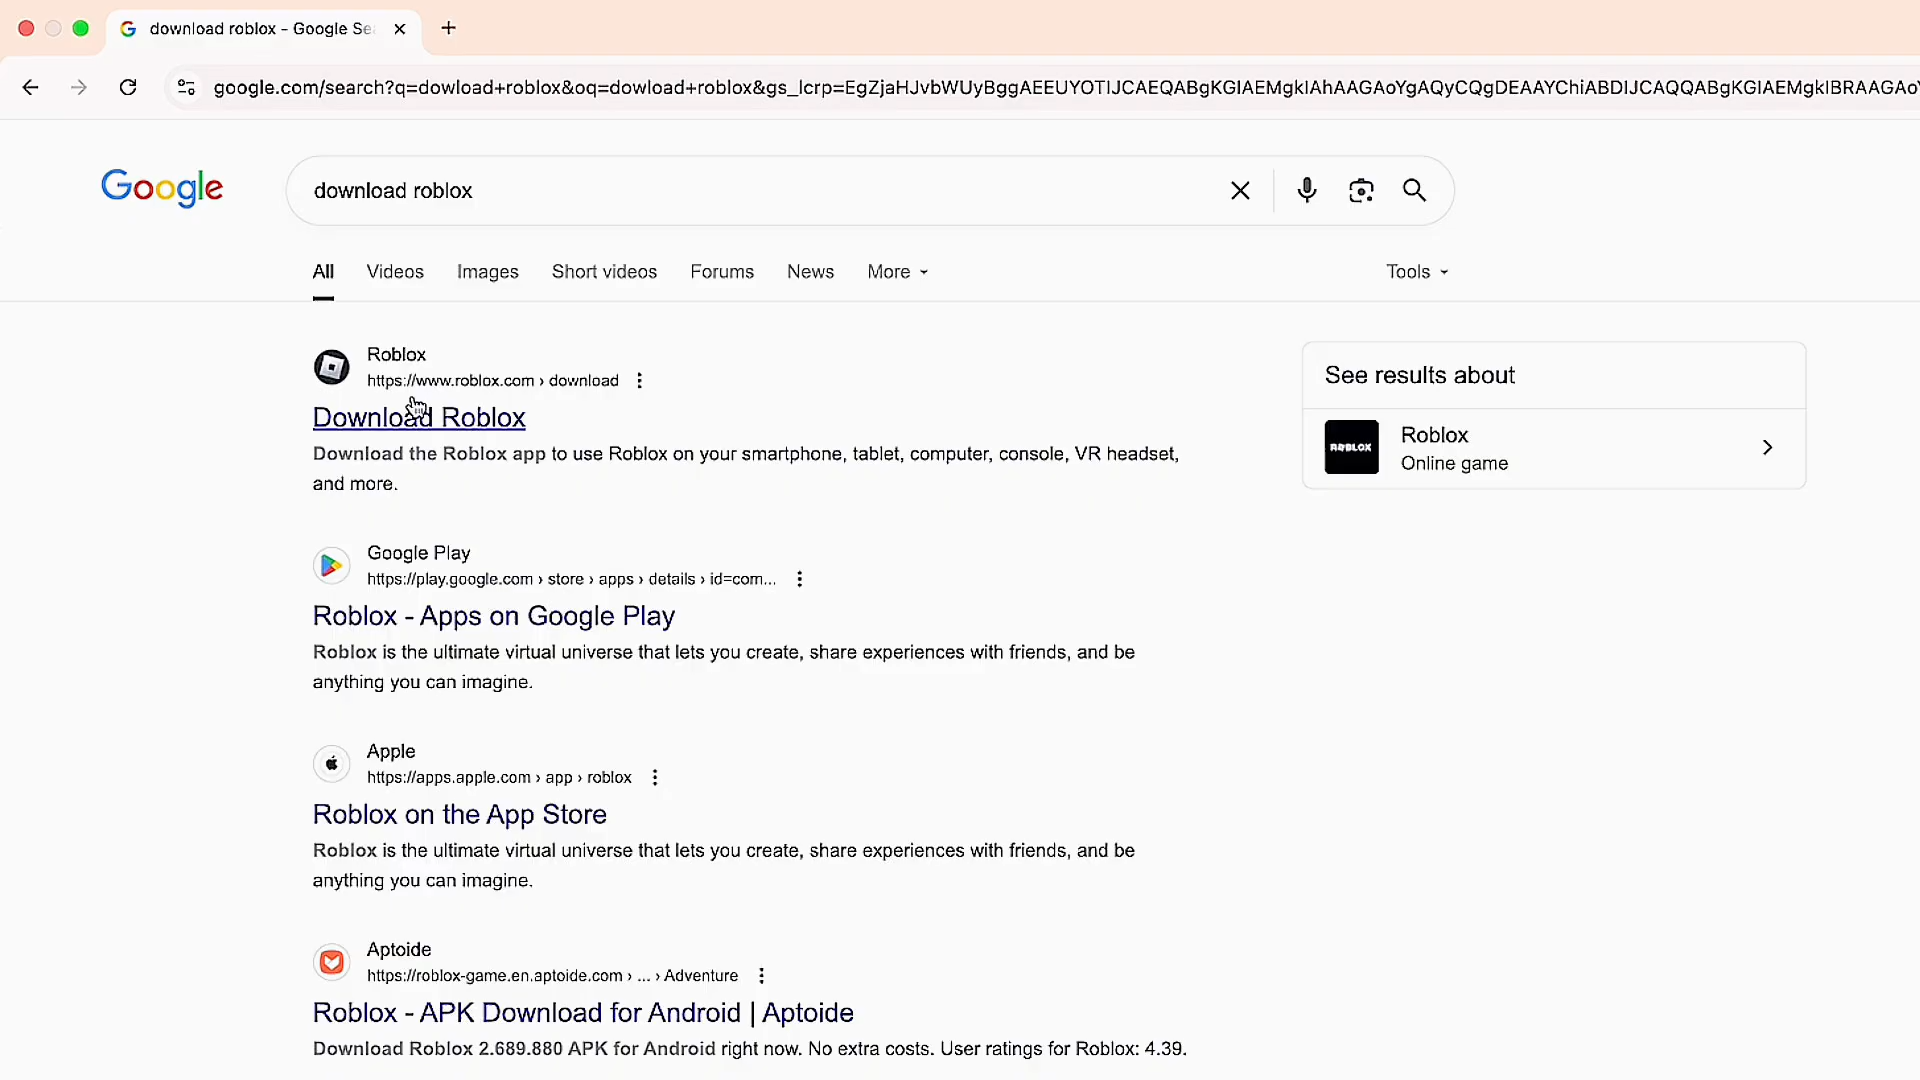 download roblox - Google Se
google.com/search?q=dowload+roblox&oq=dowload+roblox&gs_lcrp=EgZjaHJvbWUyBggAEEUYOTIJCAEQABgKGIAEMgkIAhAAGAoYgAQyCQgDEAAYChiABDIJCAQQABgKGIAEMgkIBRAAGAo
Google
download roblox
All Videos Images Short videos Forums News More Tools
Roblox
https://www.roblox.com › download
Download Roblox
Download the Roblox app to use Roblox on your smartphone, tablet, computer, console, VR headset,
and more.
See results about
ROBLOX
Roblox
Online game
Google Play
https://play.google.com › store › apps › details › id=com...
Roblox - Apps on Google Play
Roblox is the ultimate virtual universe that lets you create, share experiences with friends, and be
anything you can imagine.
Apple
https://apps.apple.com › app › roblox
Roblox on the App Store
Roblox is the ultimate virtual universe that lets you create, share experiences with friends, and be
anything you can imagine.
Aptoide
https://roblox-game.en.aptoide.com › ... › Adventure
Roblox - APK Download for Android | Aptoide
Download Roblox 2.689.880 APK for Android right now. No extra costs. User ratings for Roblox: 4.39.